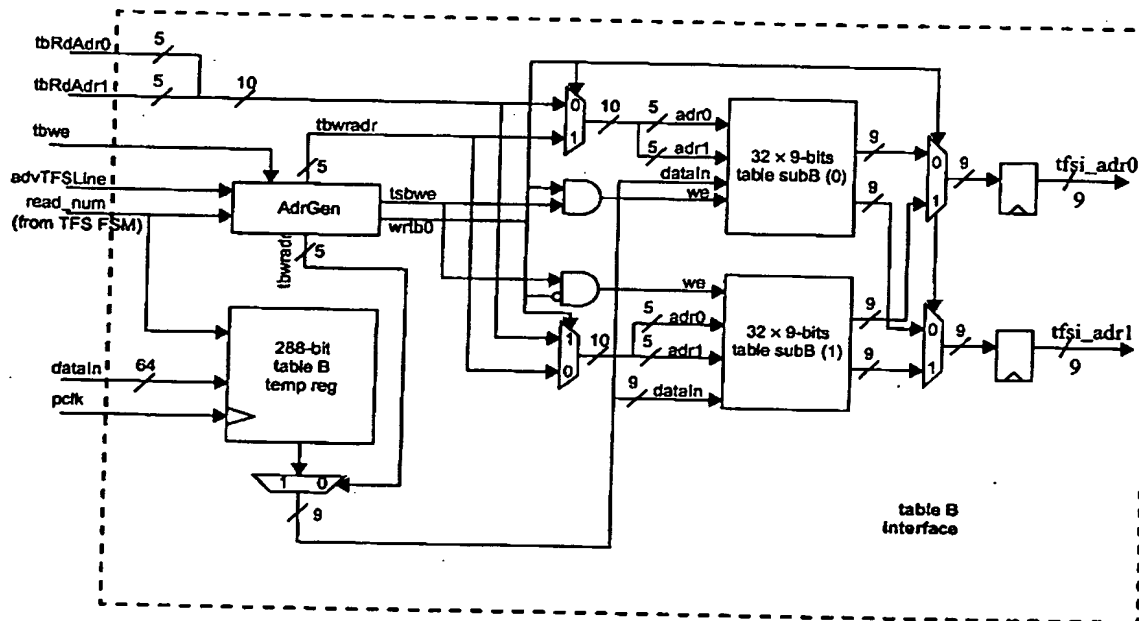 tbRdAdr0
5
tbRdAdr1
5
10
tbwe
tbwradr
5
advTFSLine
read_num
(from TFS FSM)
AdrGen
tsbwe
wrtb0
tbwradr
5
288-bit
table B
temp reg
dataIn
64
pclk
1 0
9
0
1
10
5
adr0
5
adr1
dataIn
we
32 × 9-bits
table subB (0)
9
9
0
1
9
tfsi_adr0
9
we
5
adr0
10
5
adr1
1
0
9
dataIn
32 × 9-bits
table subB (1)
9
9
0
1
9
tfsi_adr1
9
table B
interface